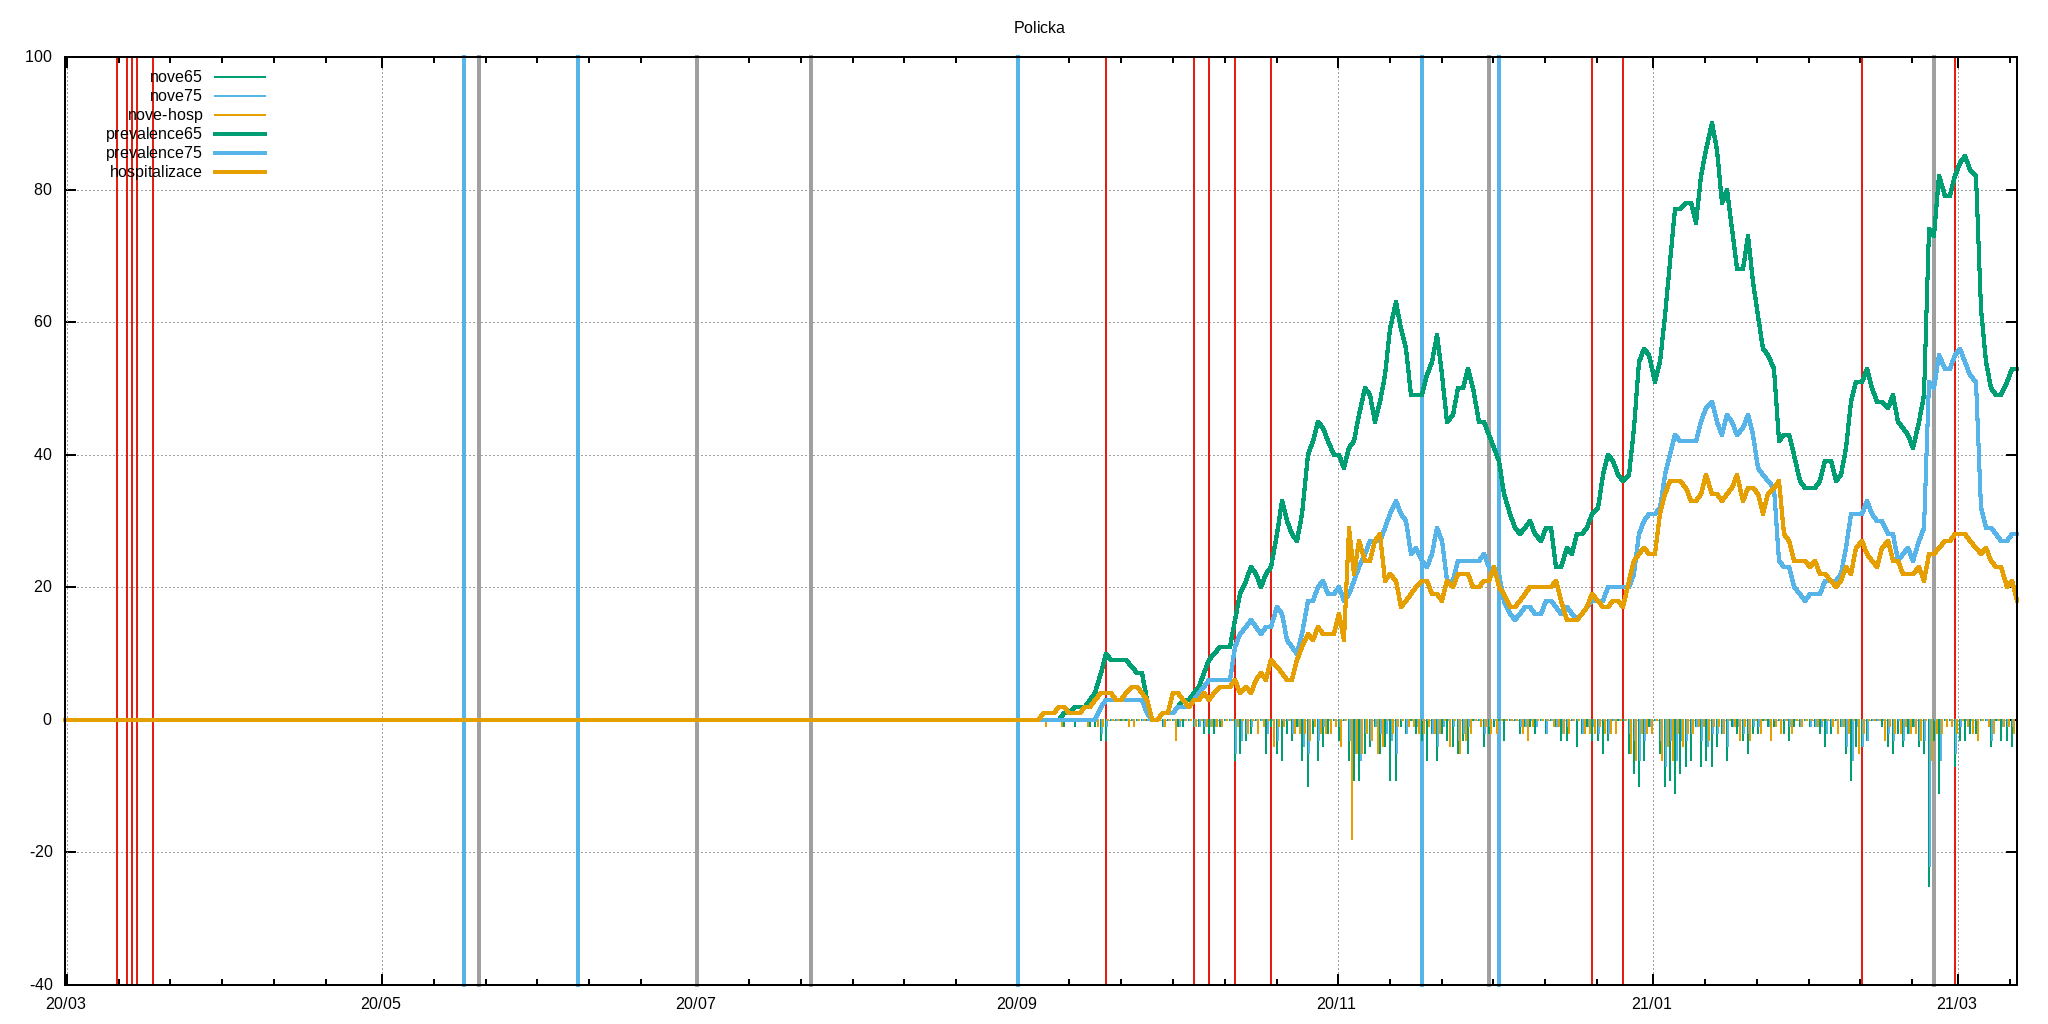 Policka
100
80
60
40
20
0
-20
-40
nove65
nove75
nove-hosp
prevalence65
prevalence75
hospitalizace
20/03 20/05 20/07 20/09 20/11 21/01 21/03